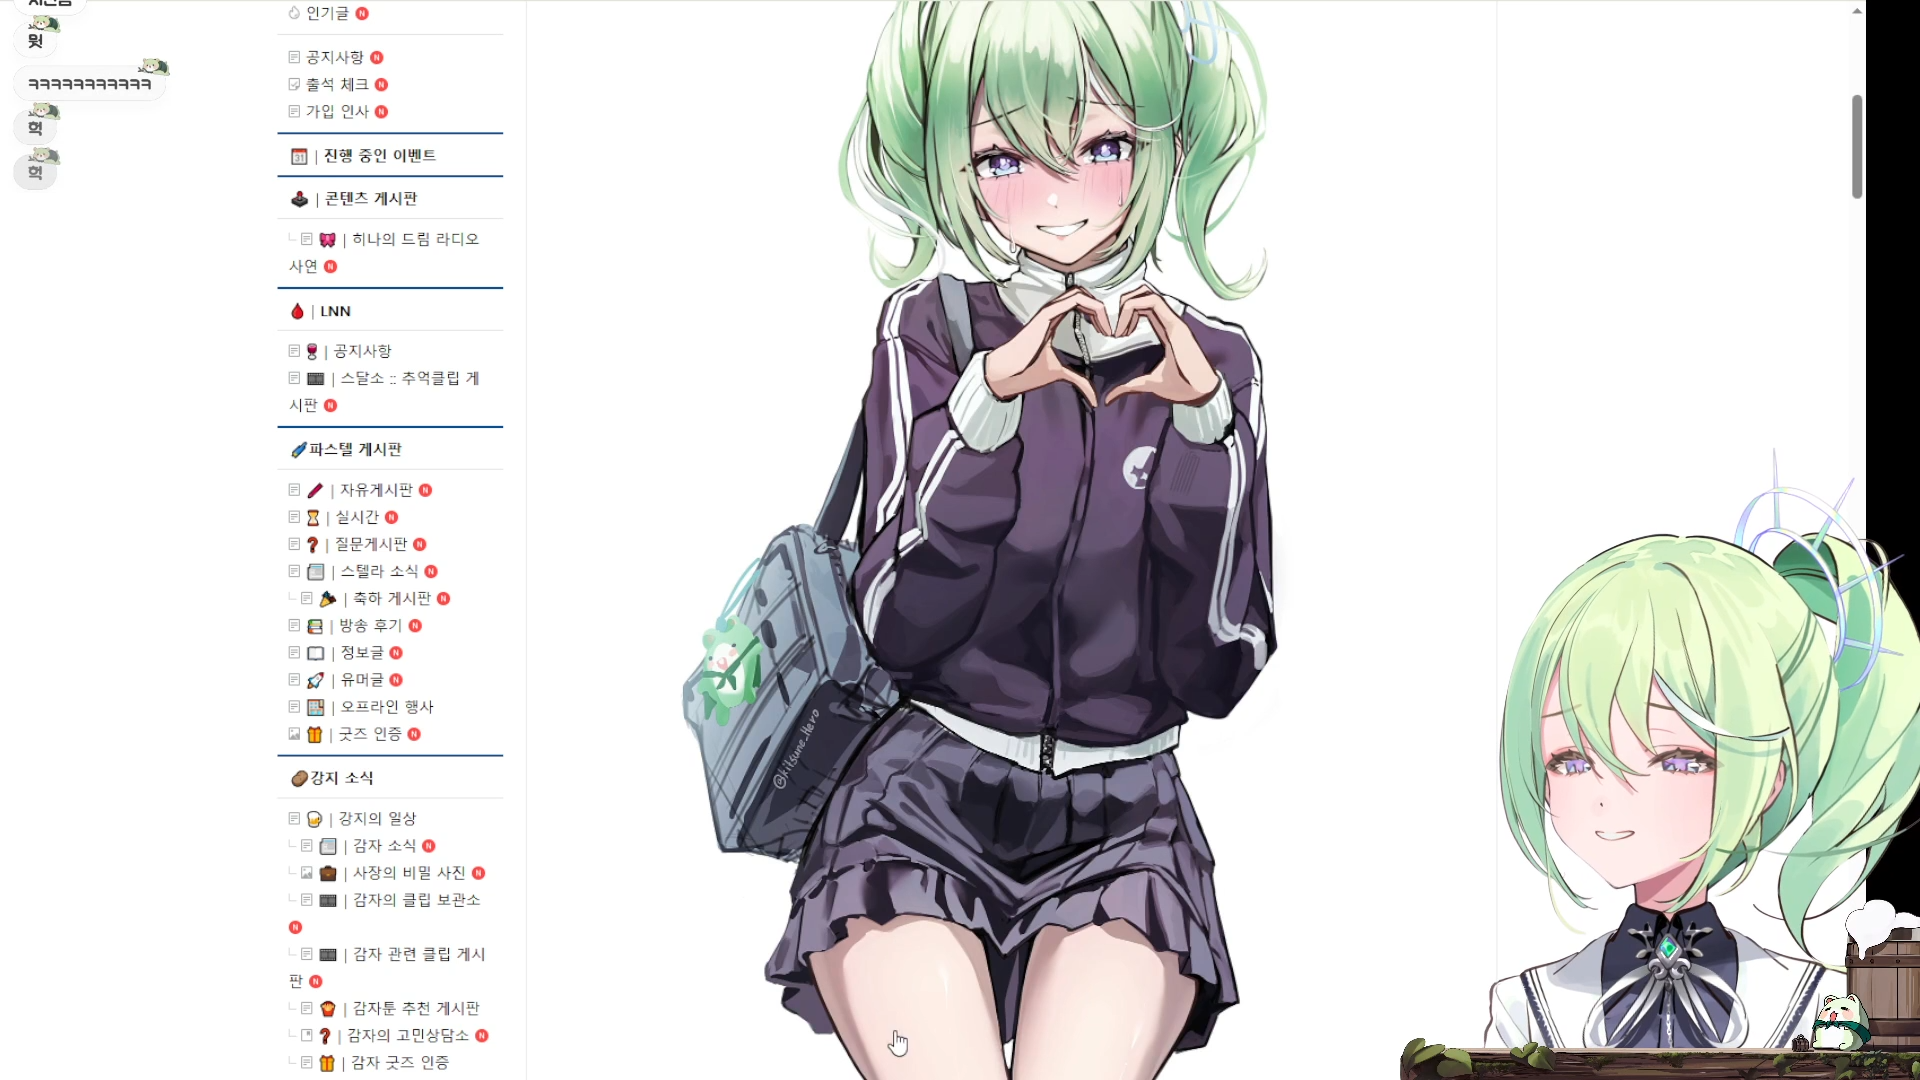 뭣
ㅋㅋㅋㅋㅋㅋㅋㅋㅋㅋㅋ
헉
헉
인기글 N
공지사항 N
출석 체크 N
가입 인사 N
31 | 진행 중인 이벤트
| 콘텐츠 게시판
| 히나의 드림 라디오
사연 N
| LNN
| 공지사항
| 스달소 :: 추억클립 게
시판 N
파스텔 게시판
| 자유게시판 N
| 실시간 N
| 질문게시판 N
| 스텔라 소식 N
| 축하 게시판 N
| 방송 후기 N
| 정보글 N
| 유머글 N
| 오프라인 행사
| 굿즈 인증 N
강지 소식
| 강지의 일상
| 감자 소식 N
| 사장의 비밀 사진 N
| 감자의 클립 보관소
N
| 감자 관련 클립 게시
판 N
| 감자툰 추천 게시판
| 감자의 고민상담소 N
| 감자 굿즈 인증
@kitsune_Hero